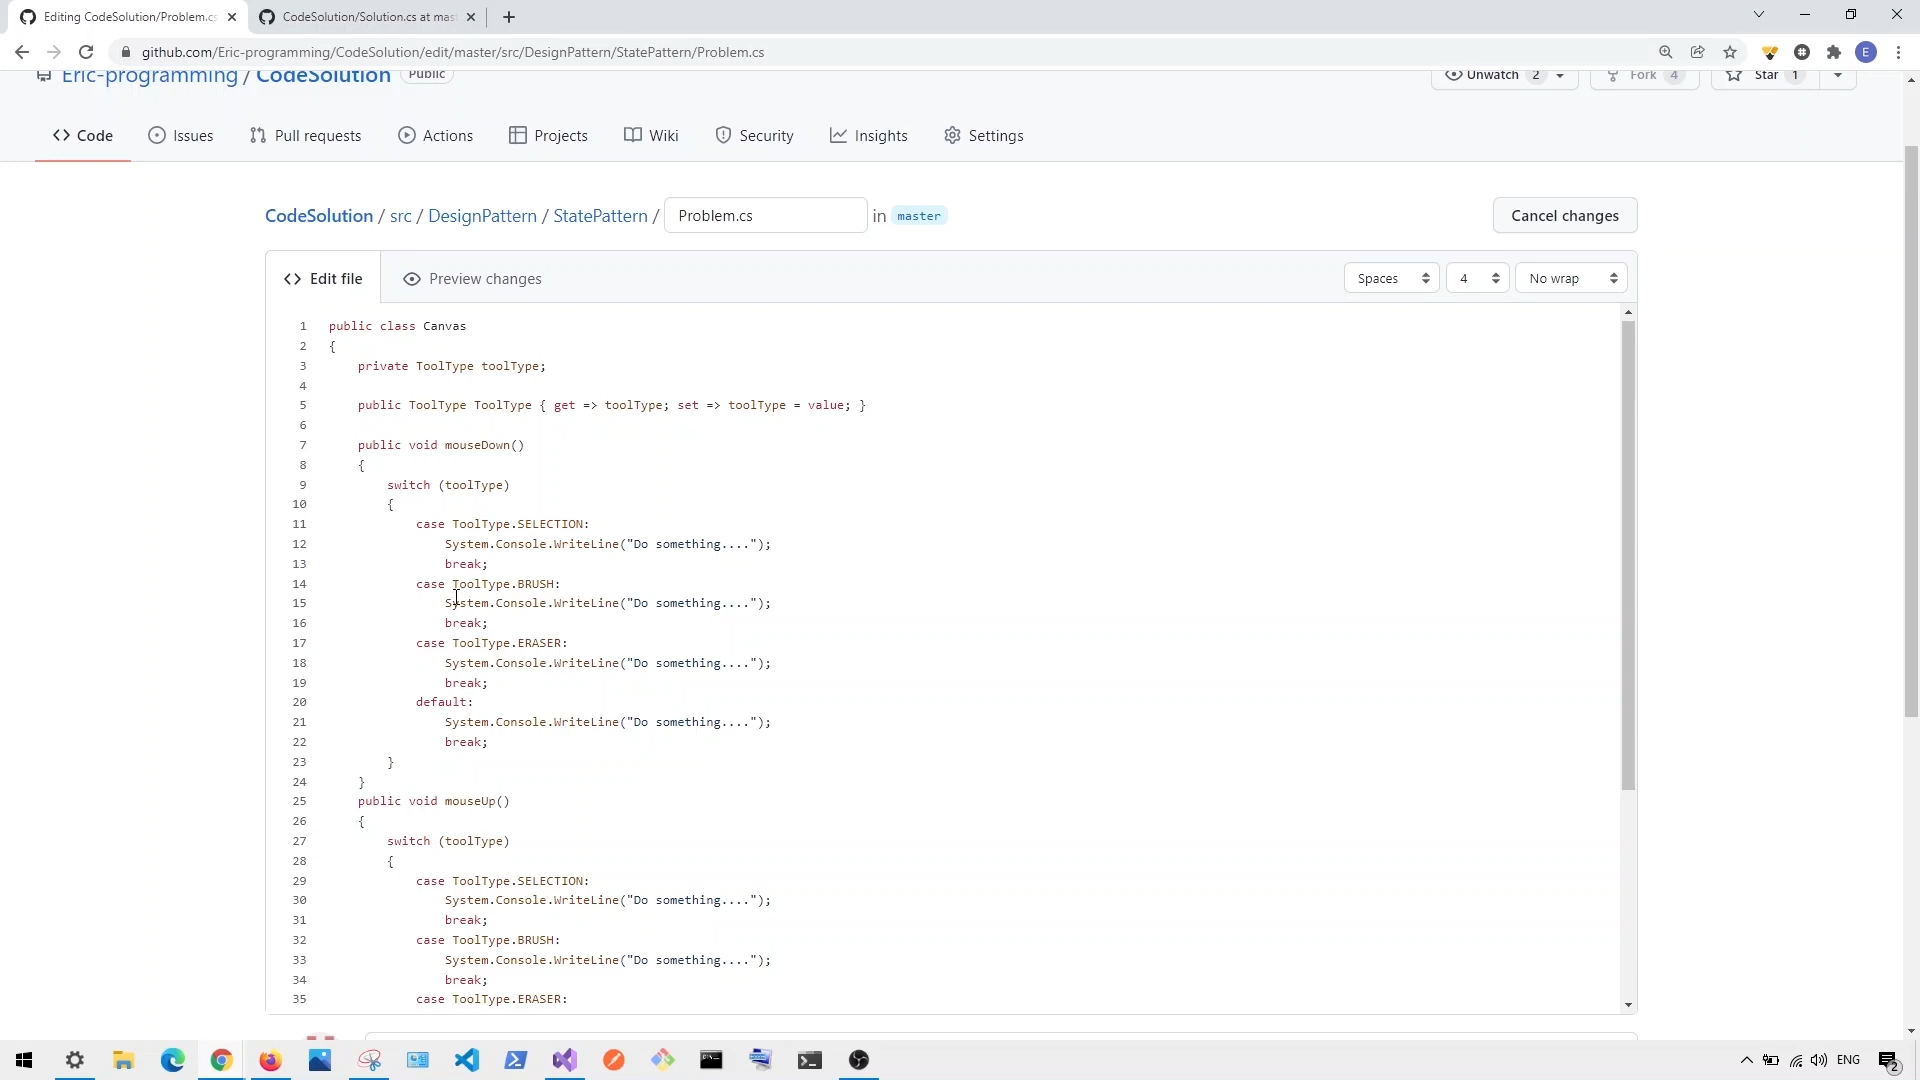 Editing CodeSolution/Problem.cs
CodeSolution/Solution.cs at mas
github.com/Eric-programming/CodeSolution/edit/master/src/DesignPattern/StatePattern/Problem.cs
E
Eric-programming / CodeSolution Public
Unwatch 2
Fork 4
Star 1
Code
Issues
Pull requests
Actions
Projects
Wiki
Security
Insights
Settings
CodeSolution / src / DesignPattern / StatePattern / Problem.cs in master
Cancel changes
Edit file
Preview changes
Spaces
4
No wrap
1 public class Canvas
2 {
3 private ToolType toolType;
4
5 public ToolType ToolType { get => toolType; set => toolType = value; }
6
7 public void mouseDown()
8 {
9 switch (toolType)
10 {
11 case ToolType.SELECTION:
12 System.Console.WriteLine("Do something....");
13 break;
14 case ToolType.BRUSH:
15 System.Console.WriteLine("Do something....");
16 break;
17 case ToolType.ERASER:
18 System.Console.WriteLine("Do something....");
19 break;
20 default:
21 System.Console.WriteLine("Do something....");
22 break;
23 }
24 }
25 public void mouseUp()
26 {
27 switch (toolType)
28 {
29 case ToolType.SELECTION:
30 System.Console.WriteLine("Do something....");
31 break;
32 case ToolType.BRUSH:
33 System.Console.WriteLine("Do something....");
34 break;
35 case ToolType.ERASER:
ENG
2